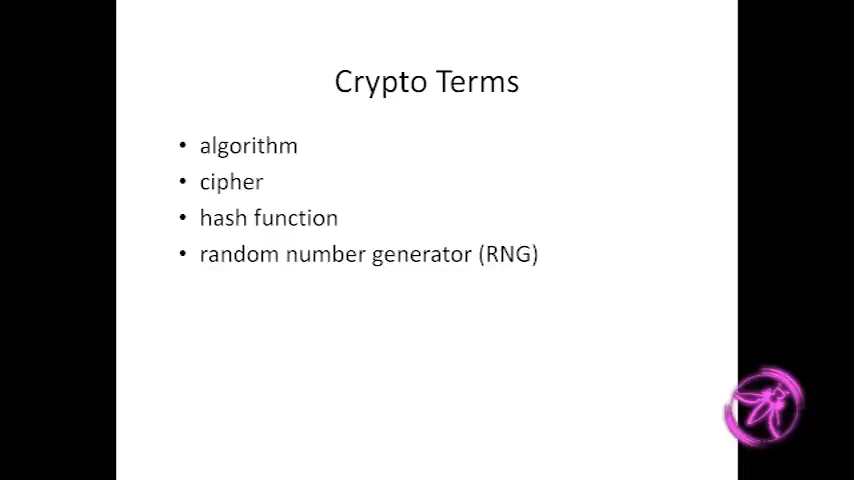 Crypto Terms
• algorithm
• cipher
• hash function
• random number generator (RNG)